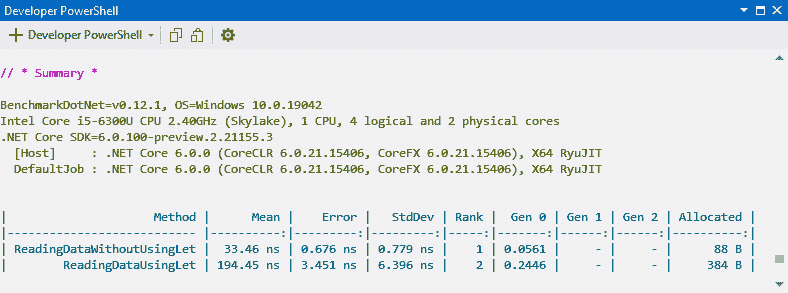 Developer PowerShell
Developer PowerShell
// * Summary *
BenchmarkDotNet=v0.12.1, OS=Windows 10.0.19042
Intel Core i5-6300U CPU 2.40GHz (Skylake), 1 CPU, 4 logical and 2 physical cores
.NET Core SDK=6.0.100-preview.2.21155.3
[Host]     : .NET Core 6.0.0 (CoreCLR 6.0.21.15406, CoreFX 6.0.21.15406), X64 RyuJIT
DefaultJob : .NET Core 6.0.0 (CoreCLR 6.0.21.15406, CoreFX 6.0.21.15406), X64 RyuJIT
|                     Method |      Mean |    Error |   StdDev | Rank |  Gen 0 | Gen 1 | Gen 2 | Allocated |
|--------------------------- |----------:|---------:|---------:|-----:|-------:|------:|------:|----------:|
| ReadingDataWithoutUsingLet |  33.46 ns | 0.676 ns | 0.779 ns |    1 | 0.0561 |     - |     - |      88 B |
|        ReadingDataUsingLet | 194.45 ns | 3.451 ns | 6.396 ns |    2 | 0.2446 |     - |     - |     384 B |